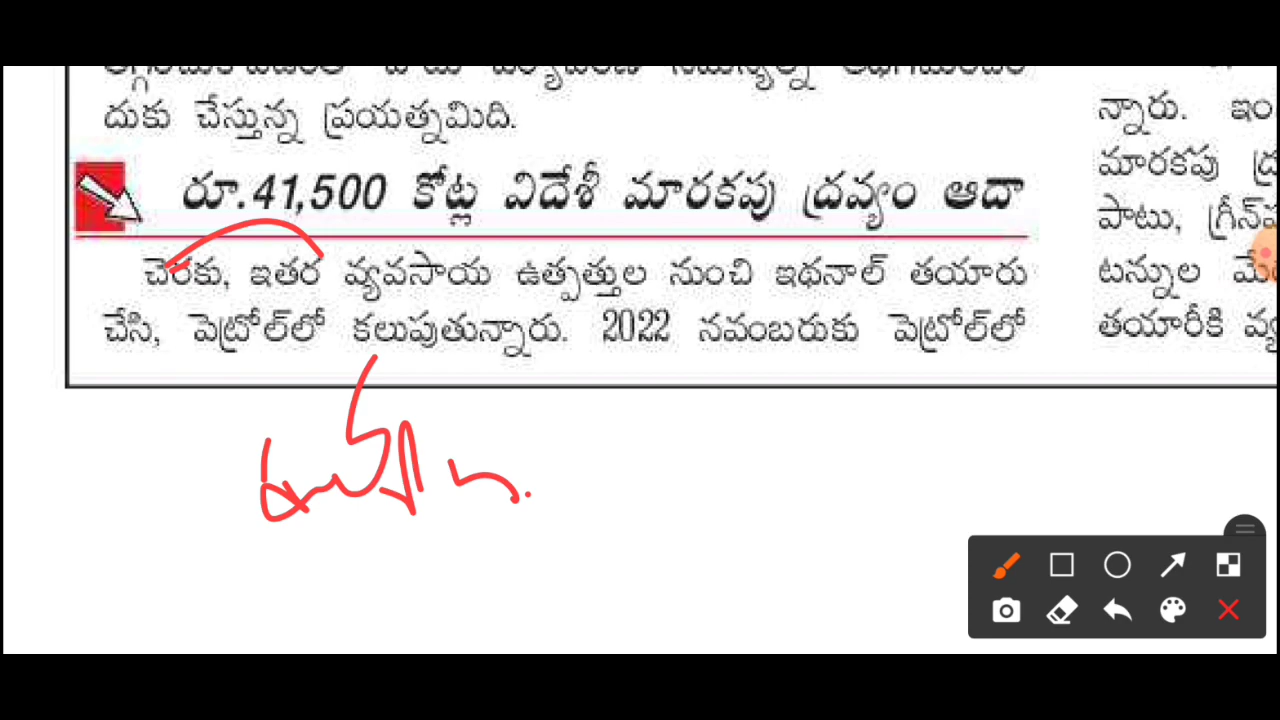 దుకు చేస్తున్న ప్రయత్నమిది.
రూ.41,500 కోట్ల విదేశీ మారకపు ద్రవ్యం ఆదా
చెరకు, ఇతర వ్యవసాయ ఉత్పత్తుల నుంచి ఇథనాల్ తయారు
చేసి, పెట్రోల్‌లో కలుపుతున్నారు. 2022 నవంబరుకు పెట్రోల్‌లో
న్నారు. ఇం
మారకపు ద్ర
పాటు, గ్రీన్‌
టన్నుల మె
తయారీకి వ్య